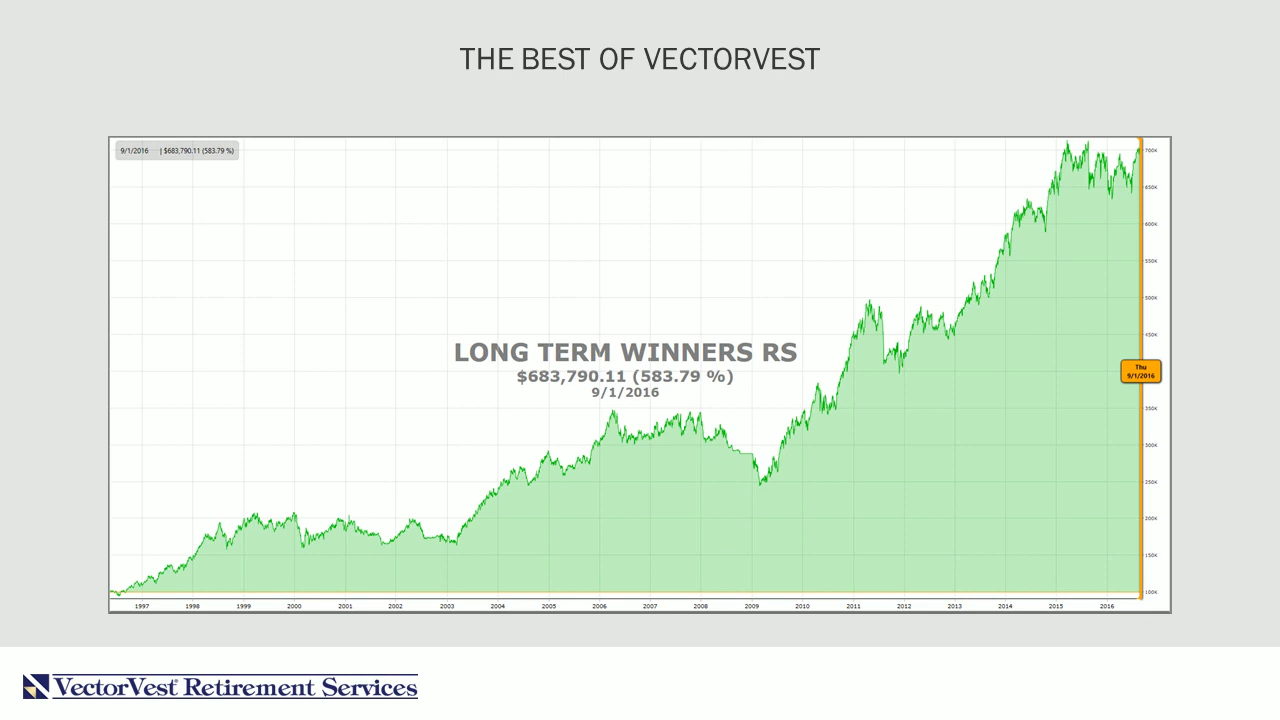 THE BEST OF VECTORVEST
9/1/2016 | $683,790.11 (583.79 %)
700K
650K
600K
550K
500K
450K
350K
300K
250K
200K
150K
100K
LONG TERM WINNERS RS
$683,790.11 (583.79 %)
9/1/2016
Thu
9/1/2016
1997 1998 1999 2000 2001 2002 2003 2004 2005 2006 2007 2008 2009 2010 2011 2012 2013 2014 2015 2016
VectorVest® Retirement Services